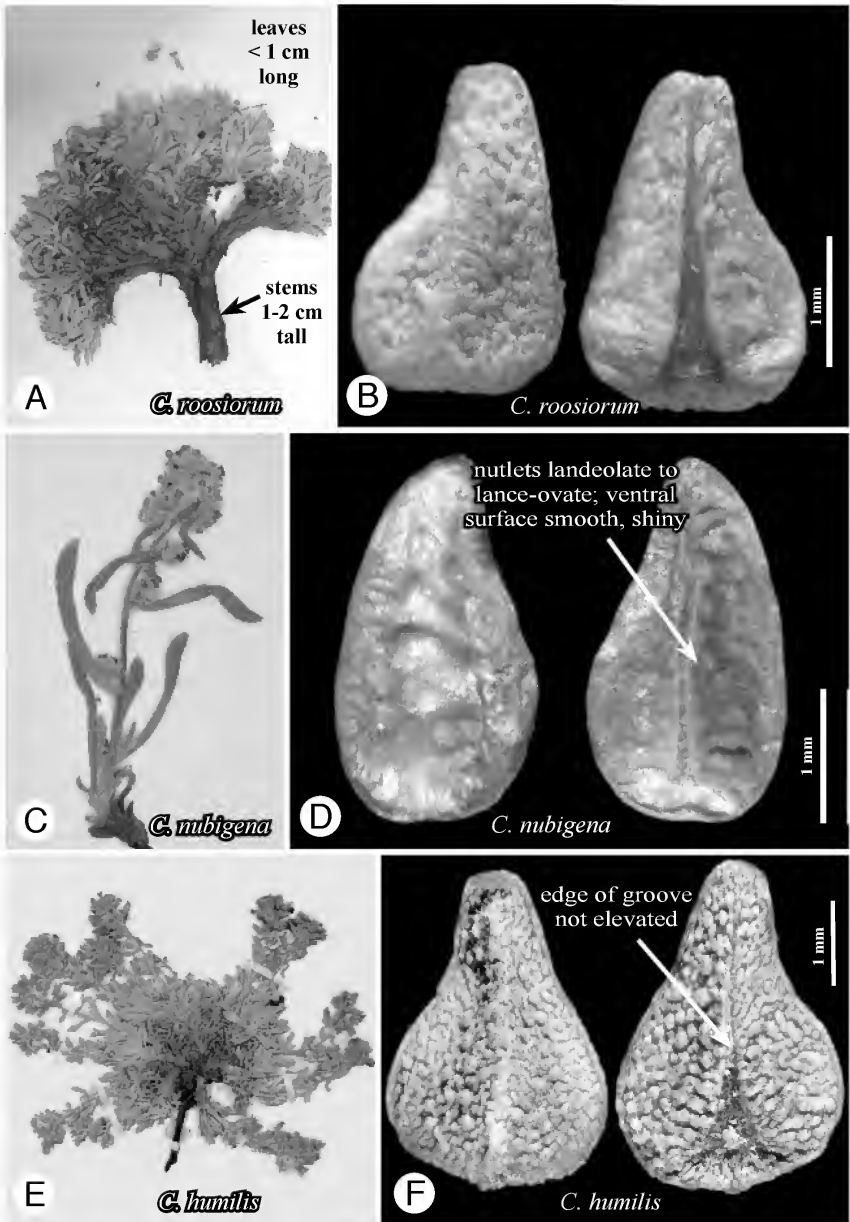 leaves
< 1 cm
long
stems
1-2 cm
tall
A
C. roosiorum
1 mm
B
C. roosiorum
C
C. nubigena
nutlets landeolate to
lance-ovate; ventral
surface smooth, shiny
1 mm
D
C. nubigena
E
C. humilis
edge of groove
not elevated
1 mm
F
C. humilis